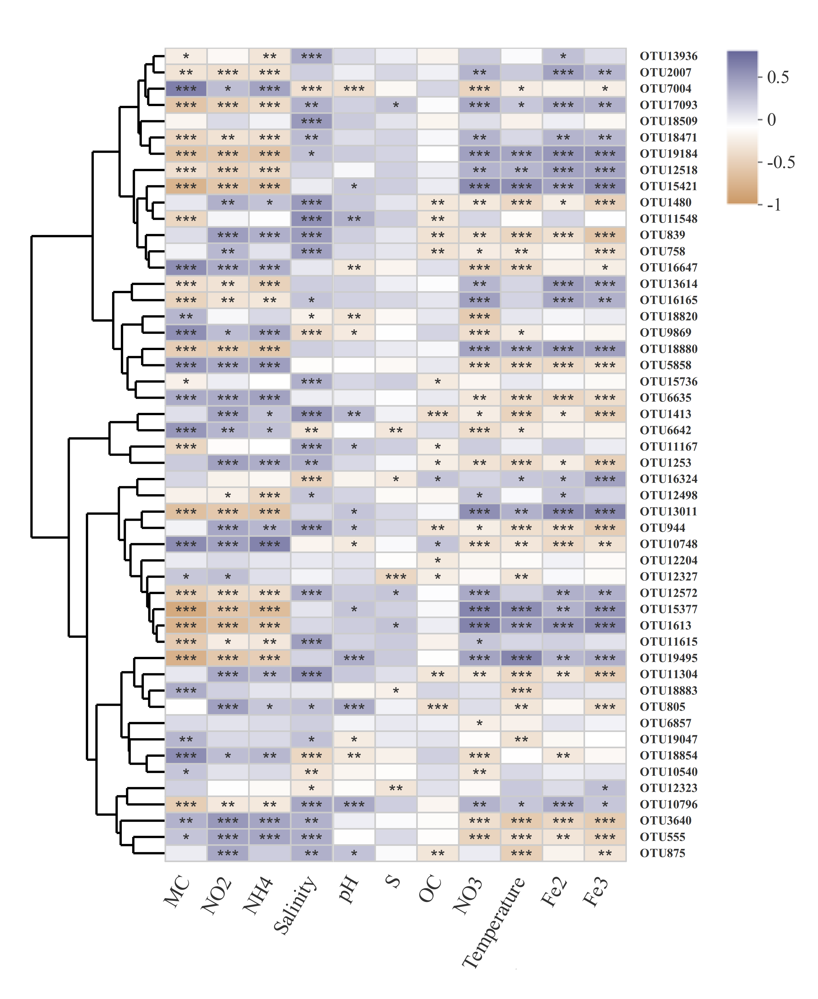 * ** *** * OTU13936
** *** *** ** *** ** OTU2007
*** * *** *** *** *** * * OTU7004
*** *** *** ** * *** * *** ** OTU17093
*** OTU18509
*** ** *** ** ** ** ** OTU18471
*** *** *** * *** *** *** *** OTU19184
*** *** *** ** ** *** *** OTU12518
*** *** *** * *** *** *** *** OTU15421
** * *** ** ** *** * *** OTU1480
*** *** ** ** OTU11548
*** *** *** ** ** *** *** *** OTU839
** *** ** * ** *** OTU758
*** *** *** ** *** *** * OTU16647
*** ** *** ** *** *** OTU13614
*** ** ** * *** *** ** OTU16165
** * ** *** OTU18820
*** * *** *** * *** * OTU9869
*** *** *** *** *** *** *** OTU18880
*** *** *** *** *** *** *** OTU5858
* *** * OTU15736
*** *** *** ** *** *** *** OTU6635
*** * *** ** *** * *** * *** OTU1413
*** ** * ** ** *** * OTU6642
*** *** * * OTU11167
*** *** ** * ** *** * *** OTU1253
*** * * * * *** OTU16324
* *** * * * OTU12498
*** *** *** * *** ** *** *** OTU13011
*** ** *** * ** * *** *** *** OTU944
*** *** *** * * *** ** *** ** OTU10748
* OTU12204
* * *** * ** OTU12327
*** *** *** *** * *** ** ** OTU12572
*** *** *** * *** *** ** *** OTU15377
*** *** *** * *** *** *** *** OTU1613
*** * ** *** * OTU11615
*** *** *** *** *** *** ** *** OTU19495
*** ** *** ** ** *** ** *** OTU11304
*** * *** OTU18883
*** * * *** *** ** *** OTU805
* OTU6857
** * * ** OTU19047
*** * ** *** ** *** ** OTU18854
* ** ** OTU10540
* ** * OTU12323
*** ** ** *** *** ** * *** * OTU10796
** *** *** ** *** *** *** *** OTU3640
* *** *** *** *** *** ** *** OTU555
*** ** * ** *** ** OTU875
MC NO2 NH4 Salinity pH S OC NO3 Temperature Fe2 Fe3
0.5
0
-0.5
-1